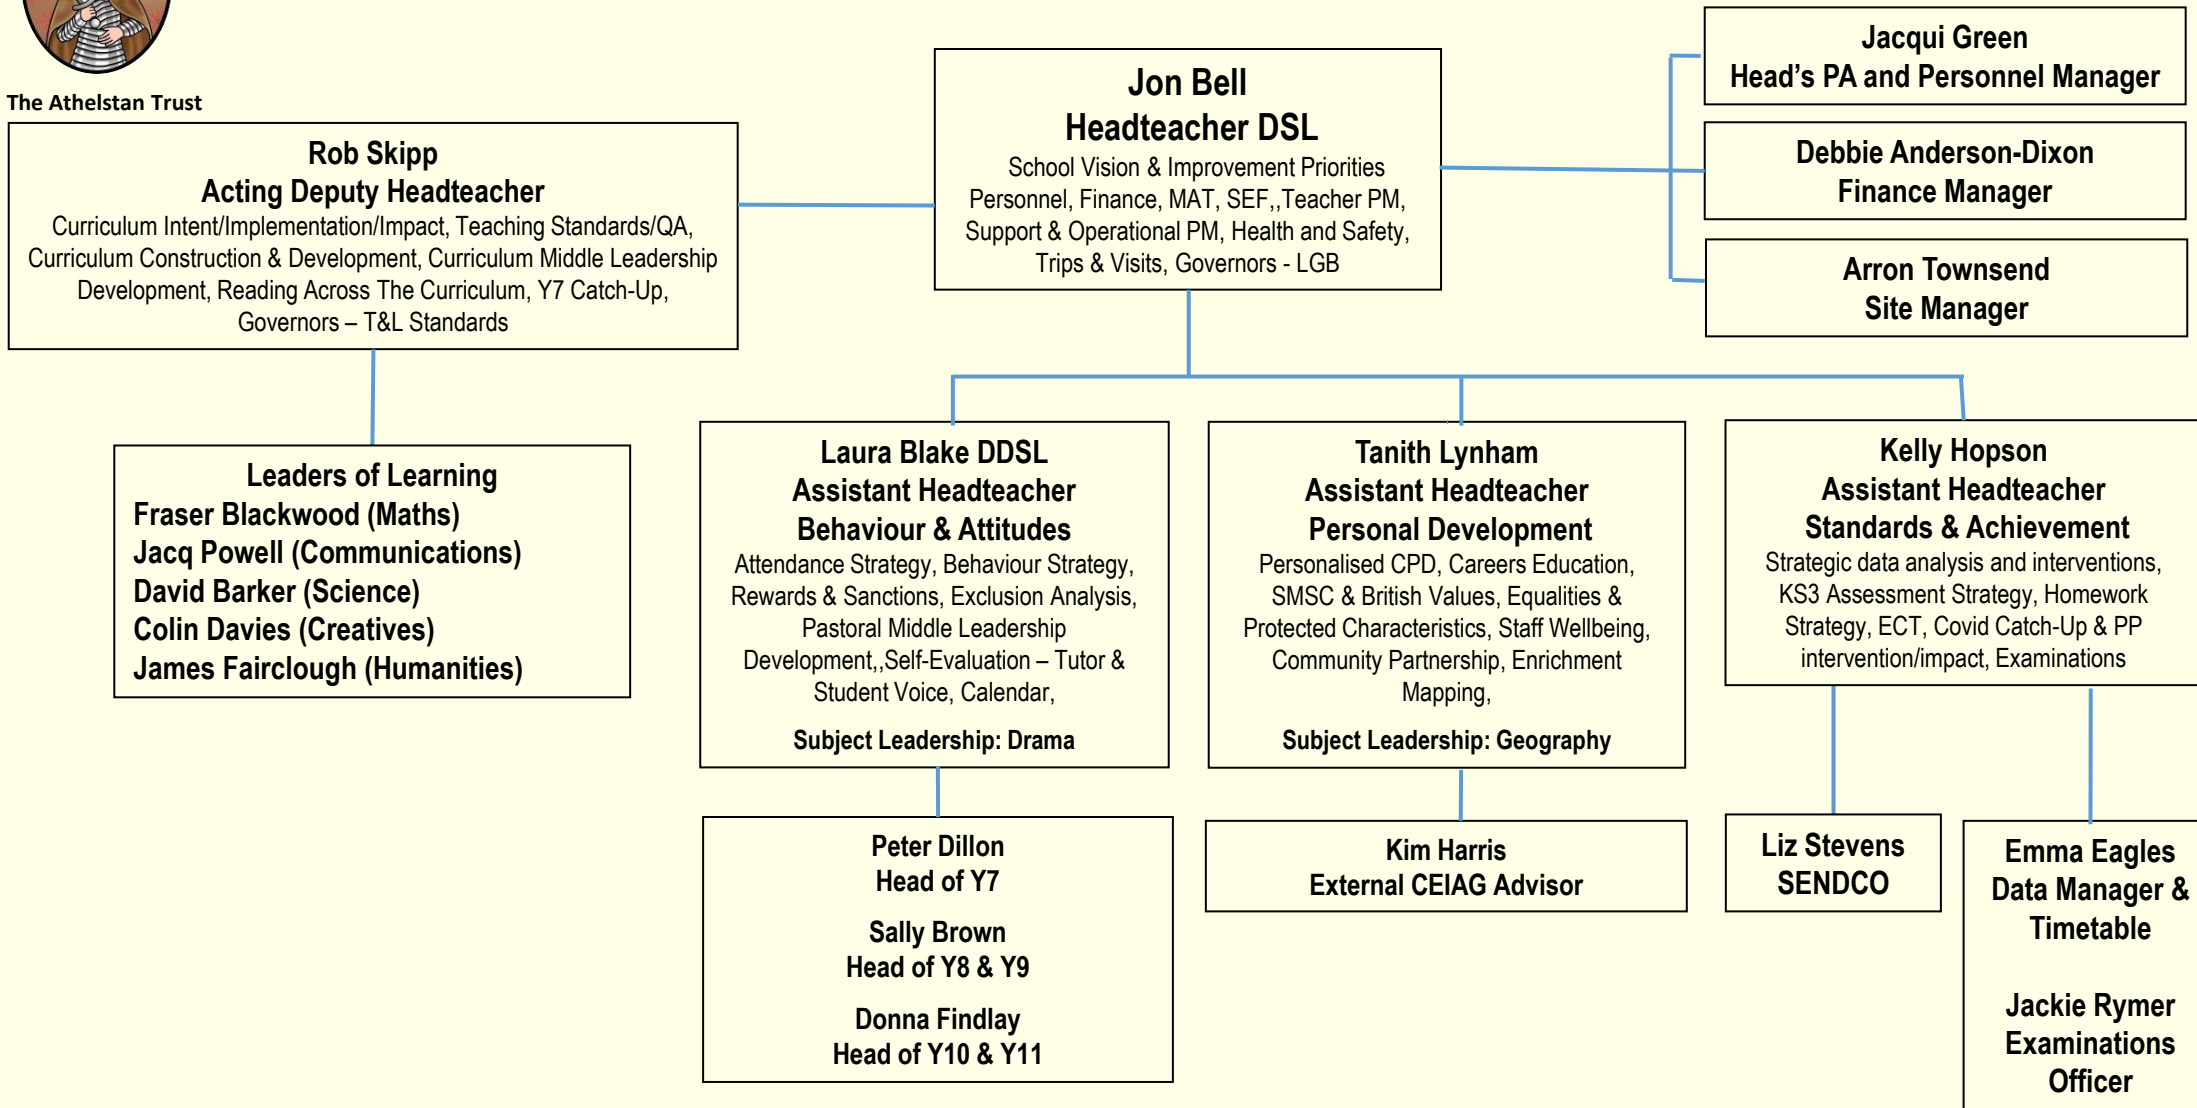 The Athelstan Trust
Rob Skipp
Acting Deputy Headteacher
Curriculum Intent/Implementation/Impact, Teaching Standards/QA,
Curriculum Construction & Development, Curriculum Middle Leadership
Development, Reading Across The Curriculum, Y7 Catch-Up,
Governors – T&L Standards
Jon Bell
Headteacher DSL
School Vision & Improvement Priorities
Personnel, Finance, MAT, SEF,,Teacher PM,
Support & Operational PM, Health and Safety,
Trips & Visits, Governors - LGB
Jacqui Green
Head’s PA and Personnel Manager
Debbie Anderson-Dixon
Finance Manager
Arron Townsend
Site Manager
Leaders of Learning
Fraser Blackwood (Maths)
Jacq Powell (Communications)
David Barker (Science)
Colin Davies (Creatives)
James Fairclough (Humanities)
Laura Blake DDSL
Assistant Headteacher
Behaviour & Attitudes
Attendance Strategy, Behaviour Strategy,
Rewards & Sanctions, Exclusion Analysis,
Pastoral Middle Leadership
Development,,Self-Evaluation – Tutor &
Student Voice, Calendar,
Subject Leadership: Drama
Tanith Lynham
Assistant Headteacher
Personal Development
Personalised CPD, Careers Education,
SMSC & British Values, Equalities &
Protected Characteristics, Staff Wellbeing,
Community Partnership, Enrichment
Mapping,
Subject Leadership: Geography
Kelly Hopson
Assistant Headteacher
Standards & Achievement
Strategic data analysis and interventions,
KS3 Assessment Strategy, Homework
Strategy, ECT, Covid Catch-Up & PP
intervention/impact, Examinations
Peter Dillon
Head of Y7
Sally Brown
Head of Y8 & Y9
Donna Findlay
Head of Y10 & Y11
Kim Harris
External CEIAG Advisor
Liz Stevens
SENDCO
Emma Eagles
Data Manager &
Timetable
Jackie Rymer
Examinations
Officer